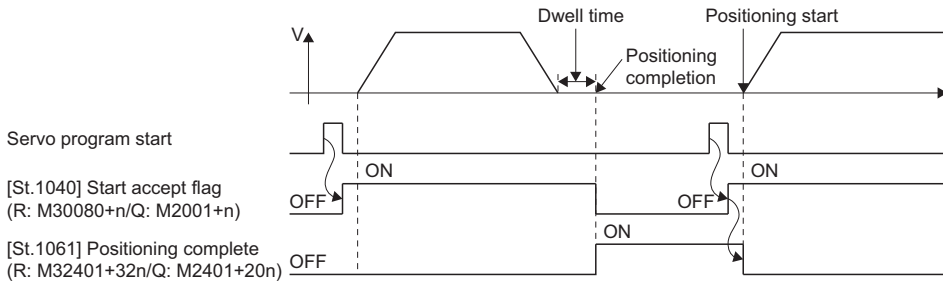 Dwell time
Positioning start
V
Positioning
completion
Servo program start
ON
ON
[St.1040] Start accept flag
(R: M30080+n/Q: M2001+n)
OFF
OFF
ON
[St.1061] Positioning complete
(R: M32401+32n/Q: M2401+20n)
OFF